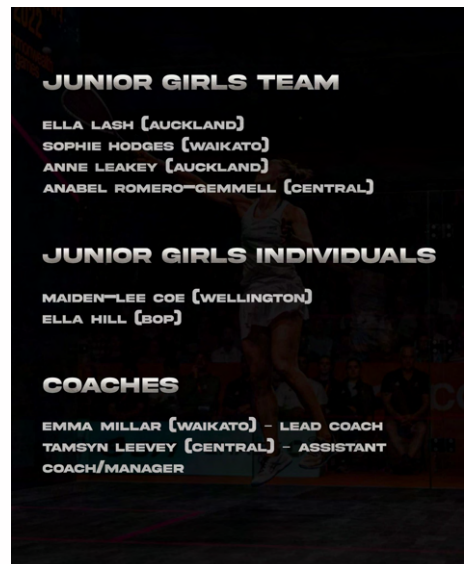 JUNIOR GIRLS TEAM
ELLA LASH (AUCKLAND)
SOPHIE HODGES (WAIKATO)
ANNE LEAKEY (AUCKLAND)
ANABEL ROMERO-GEMMELL (CENTRAL)
JUNIOR GIRLS INDIVIDUALS
MAIDEN-LEE COE (WELLINGTON)
ELLA HILL (BOP)
COACHES
EMMA MILLAR (WAIKATO) - LEAD COACH
TAMSYN LEEVEY (CENTRAL) - ASSISTANT
COACH/MANAGER